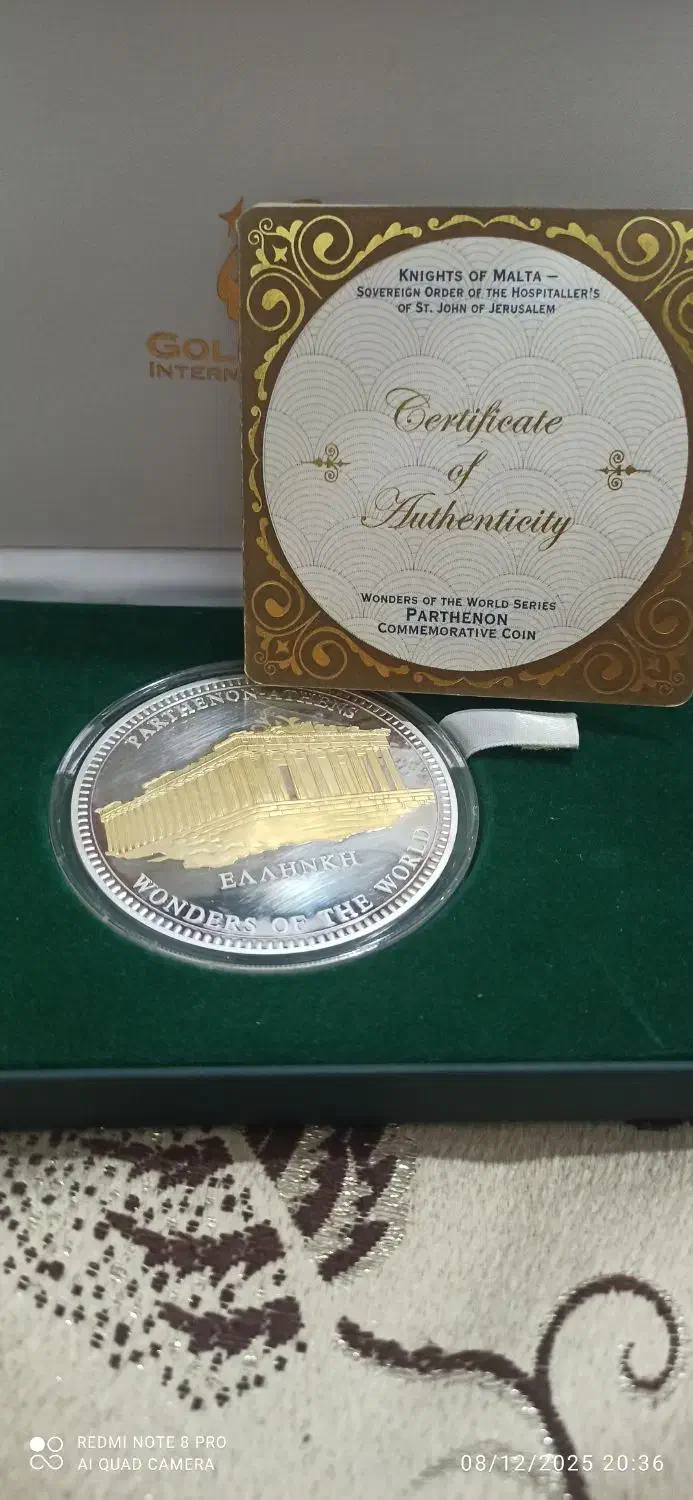 KNIGHTS OF MALTA –
SOVEREIGN ORDER OF THE HOSPITALLER'S
OF ST. JOHN OF JERUSALEM
GOL
INTERN
Certificate
of
Authenticity
WONDERS OF THE WORLD SERIES
PARTHENON
COMMEMORATIVE COIN
PARTHENON-ATHENS
ΕΛΛΗΝΚΗ
WONDERS OF THE WORLD
REDMI NOTE 8 PRO
AI QUAD CAMERA
08/12/2025 20:36